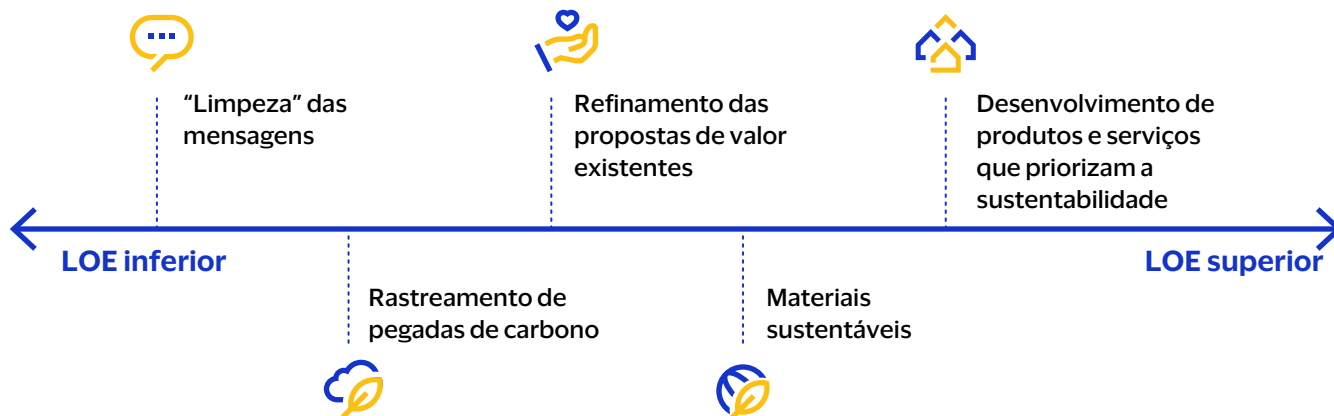 “Limpeza” das
mensagens
Refinamento das
propostas de valor
existentes
Desenvolvimento de
produtos e serviços
que priorizam a
sustentabilidade
LOE inferior
LOE superior
Rastreamento de
pegadas de carbono
Materiais
sustentáveis